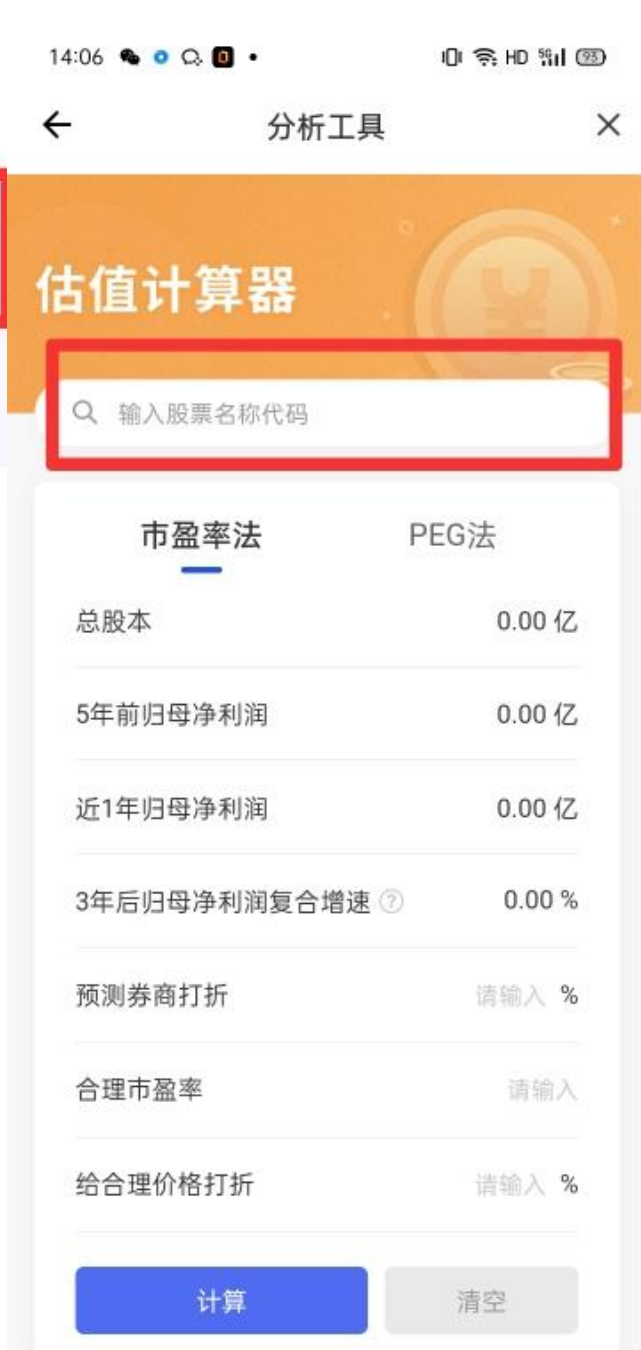 14:06 HD 5G 93
分析工具
估值计算器
输入股票名称代码
市盈率法 PEG法
总股本 0.00 亿
5年前归母净利润 0.00 亿
近1年归母净利润 0.00 亿
3年后归母净利润复合增速 ? 0.00 %
预测券商打折 请输入 %
合理市盈率 请输入
给合理价格打折 请输入 %
计算 清空